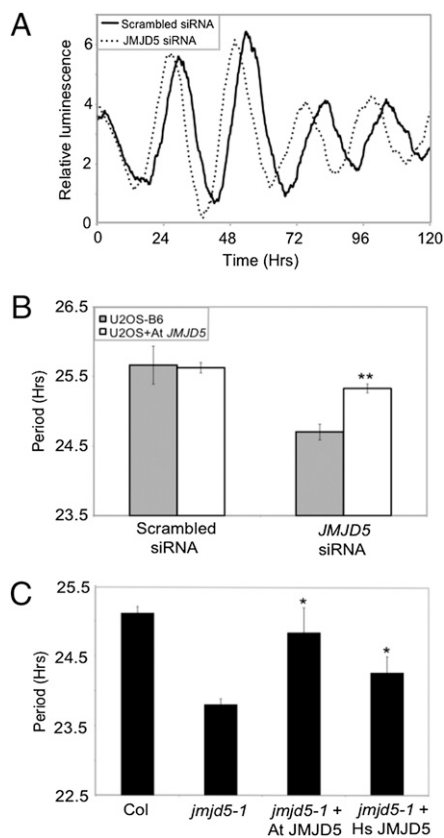 A
Scrambled siRNA
JMJD5 siRNA
Relative luminescence
6
4
2
0
0
24
48
72
96
120
Time (Hrs)
B
U2OS-B6
U2OS+At JMJD5
Period (Hrs)
26.5
25.5
24.5
23.5
**
Scrambled
siRNA
JMJD5
siRNA
C
Period (Hrs)
25.5
24.5
23.5
22.5
*
*
Col
jmjd5-1
jmjd5-1 +
At JMJD5
jmjd5-1 +
Hs JMJD5